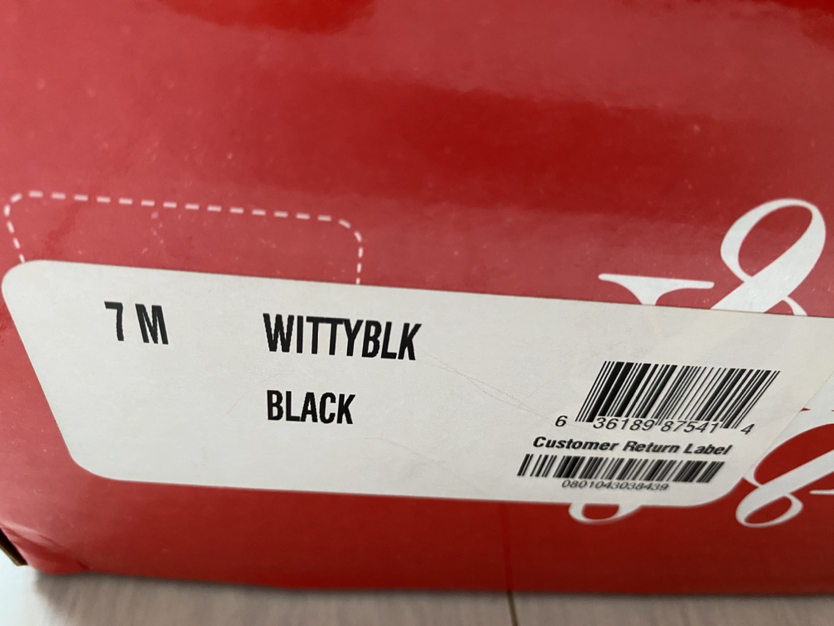 7 M WITTYBLK
BLACK
6 36189 87541 4
Customer Return Label
0801043038439